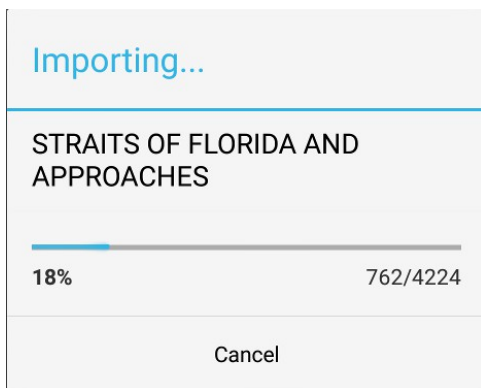 Importing...
STRAITS OF FLORIDA AND
APPROACHES
18% 762/4224
Cancel